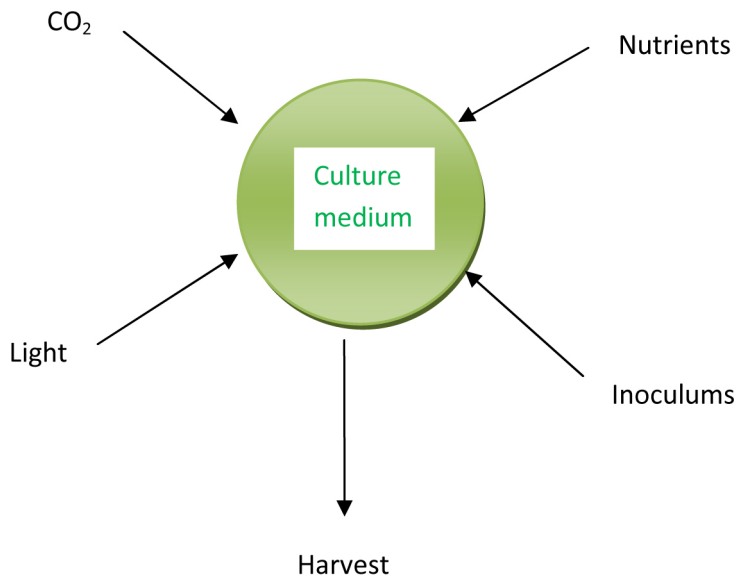 CO₂
Nutrients
Culture
medium
Light
Inoculums
Harvest